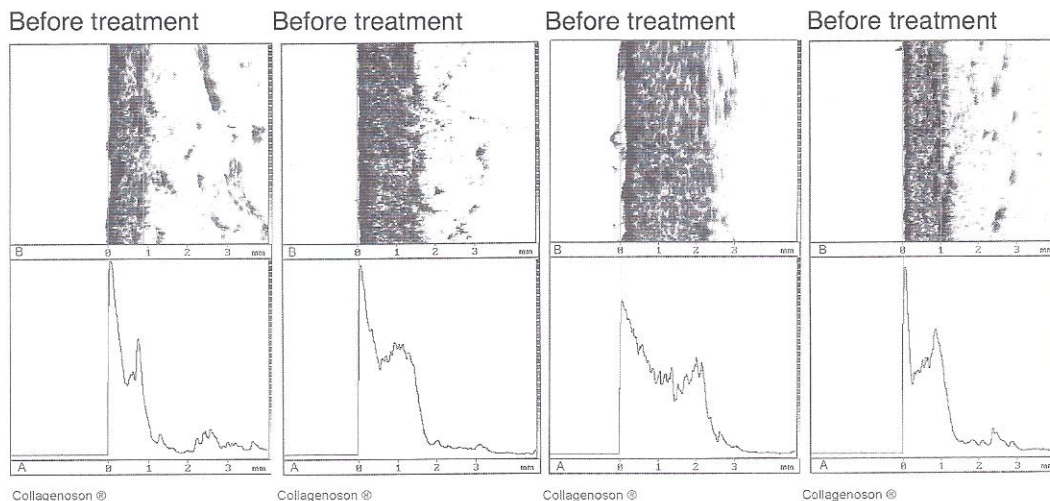 Before treatment Before treatment Before treatment Before treatment
B B B B
0 1 2 3 mm 0 1 2 3 mm 0 1 2 3 mm 0 1 2 3 mm
A A A A
0 1 2 3 mm 0 1 2 3 mm 0 1 2 3 mm 0 1 2 3 mm
Collagenoson ® Collagenoson ® Collagenoson ® Collagenoson ®